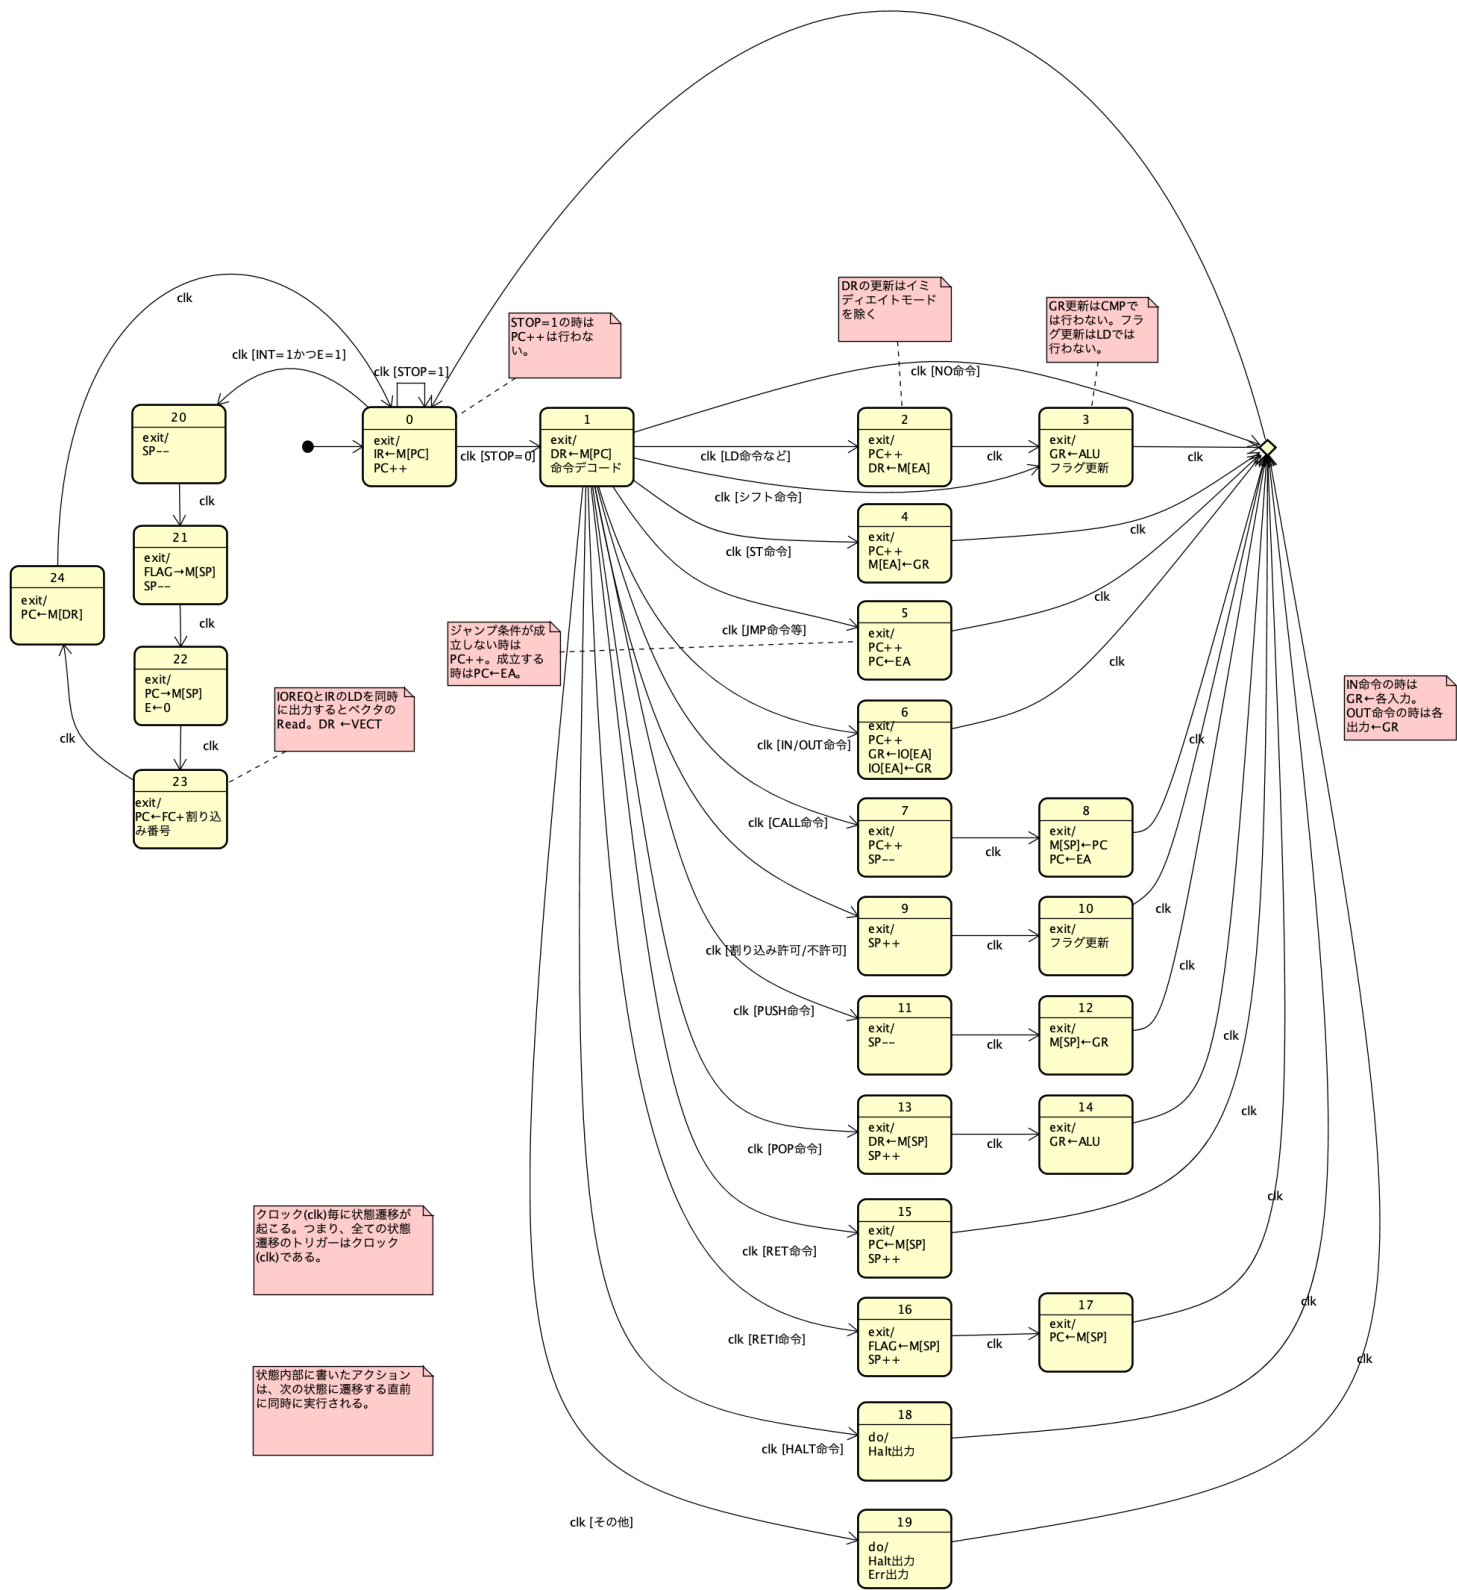 clk
clk [INT=1かつE=1]
clk [STOP=1]
STOP=1の時は
PC++は行わな
い。
DRの更新はイミ
ディエイトモード
を除く
GR更新はCMPで
は行わない。フラ
グ更新はLDでは
行わない。
clk [NO命令]
20
exit/
SP--
0
exit/
IR←M[PC]
PC++
clk [STOP=0]
1
exit/
DR←M[PC]
命令デコード
clk [LD命令など]
2
exit/
PC++
DR←M[EA]
clk
3
exit/
GR←ALU
フラグ更新
clk
clk
clk [シフト命令]
21
exit/
FLAG→M[SP]
SP--
clk [ST命令]
4
exit/
PC++
M[EA]←GR
clk
24
exit/
PC←M[DR]
clk
ジャンプ条件が成
立しない時は
PC++。成立する
時はPC←EA。
clk [JMP命令等]
5
exit/
PC++
PC←EA
clk
22
exit/
PC→M[SP]
E←0
clk
clk
IOREQとIRのLDを同時
に出力するとベクタの
Read。DR ←VECT
clk [IN/OUT命令]
6
exit/
PC++
GR←IO[EA]
IO[EA]←GR
clk
IN命令の時は
GR←各入力。
OUT命令の時は各
出力←GR
23
exit/
PC←FC+割り込
み番号
clk [CALL命令]
7
exit/
PC++
SP--
clk
8
exit/
M[SP]←PC
PC←EA
clk
clk [割り込み許可/不許可]
9
exit/
SP++
clk
10
exit/
フラグ更新
clk
clk [PUSH命令]
11
exit/
SP--
clk
12
exit/
M[SP]←GR
clk
clk [POP命令]
13
exit/
DR←M[SP]
SP++
clk
14
exit/
GR←ALU
clk
クロック(clk)毎に状態遷移が
起こる。つまり、全ての状態
遷移のトリガーはクロック
(clk)である。
clk [RET命令]
15
exit/
PC←M[SP]
SP++
clk
clk [RETI命令]
16
exit/
FLAG←M[SP]
SP++
clk
17
exit/
PC←M[SP]
clk
状態内部に書いたアクション
は、次の状態に遷移する直前
に同時に実行される。
clk [HALT命令]
18
do/
Halt出力
clk
clk [その他]
19
do/
Halt出力
Err出力
clk